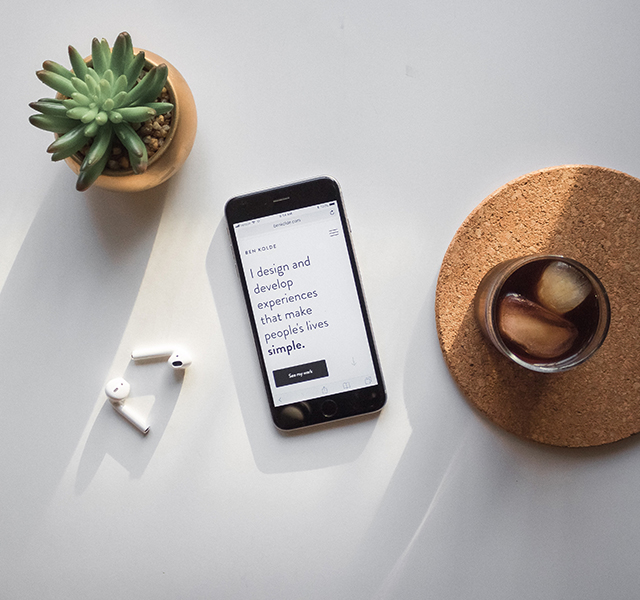 BEN KOLDE
I design and
develop
experiences
that make
people's lives
simple.
See my work